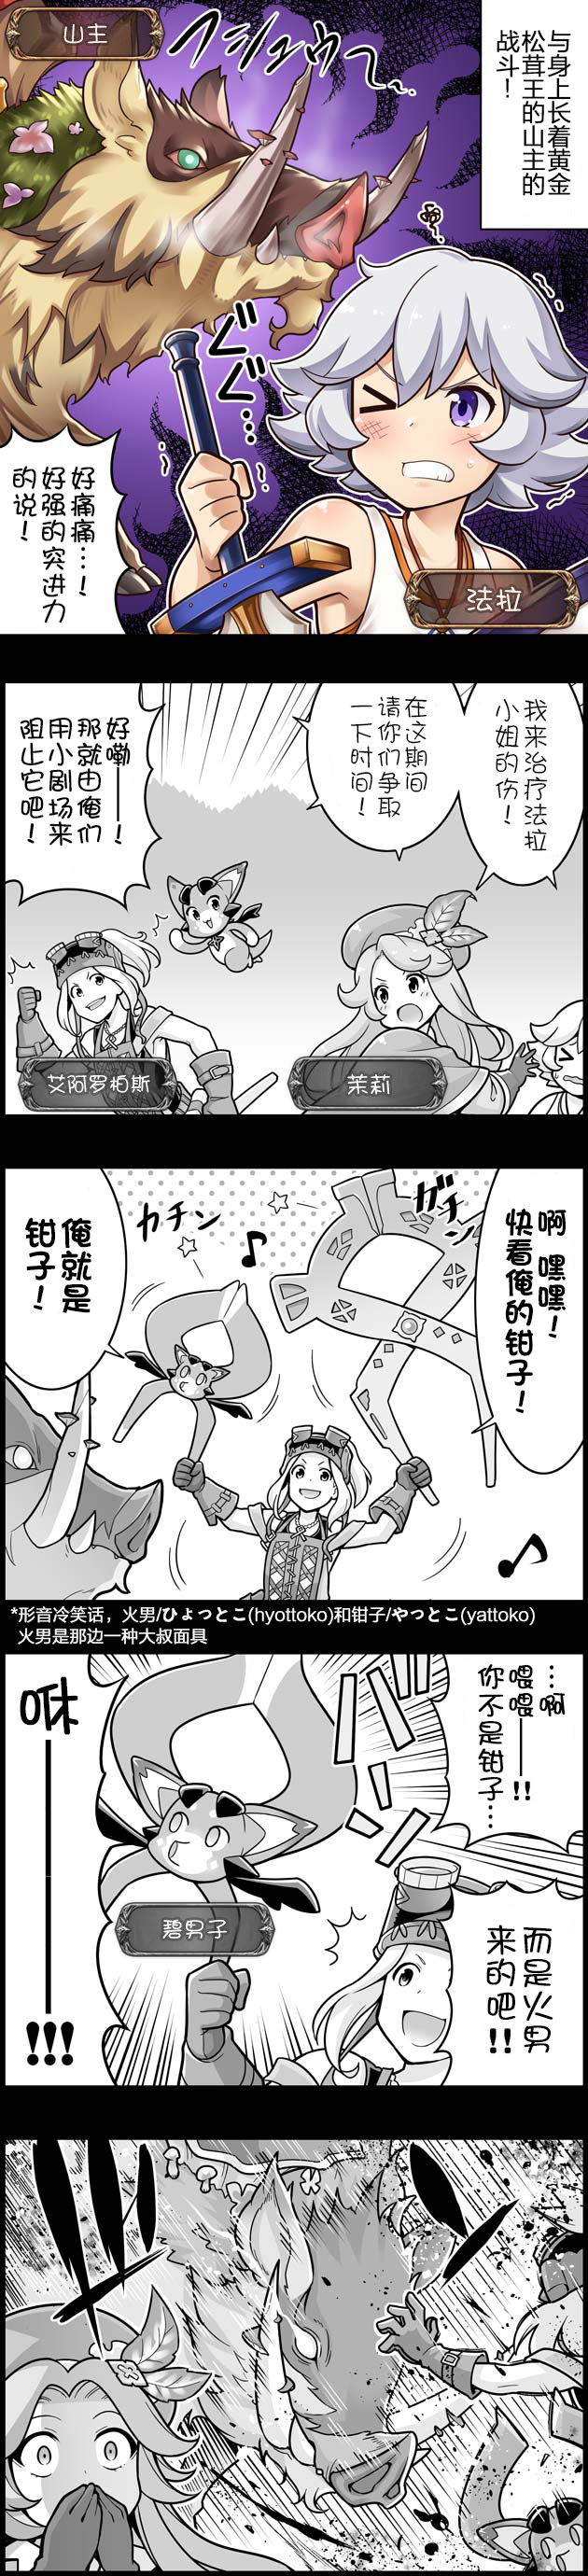 与身上长着黄金
松茸王的山主的
战斗！
山主
フシュウ～
ぐぐぐ…
好痛痛…！
好强的突进力
的说！
法拉
我来治疗法拉
小姐的伤！
在这期间
请你们争取
一下时间！
好嘞——！
那就由俺们
用小剧场来
阻止它吧！
艾阿罗柏斯
茉莉
啊 嘿嘿！
快看俺的钳子！
ガチン
カチン
俺就是
钳子！
*形音冷笑话，火男/ひょっとこ(hyottoko)和钳子/やっとこ(yattoko)
火男是那边一种大叔面具
…啊
喂喂——!!
你不是钳子…
而是火男
来的吧!!
碧男子
咻——!!!